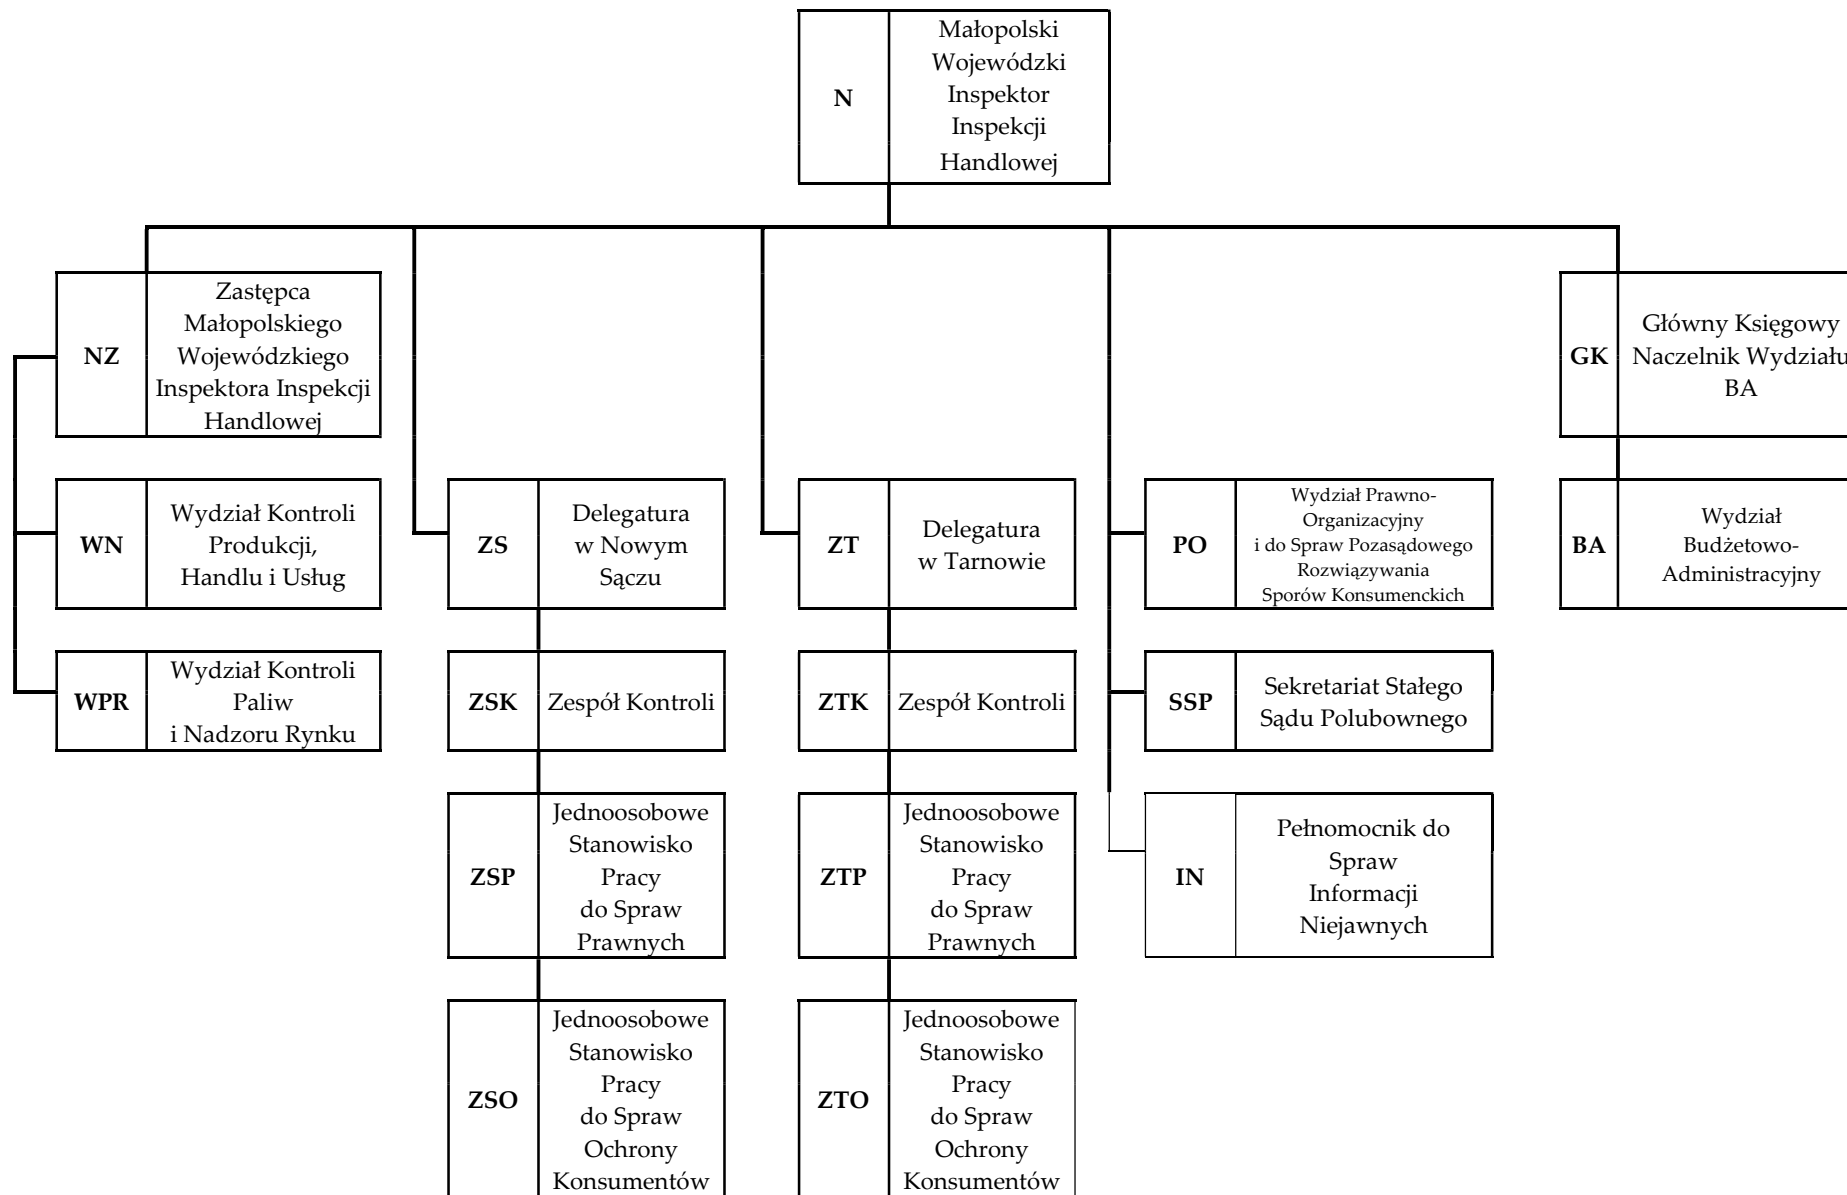 N
Małopolski
Wojewódzki
Inspektor
Inspekcji
Handlowej
NZ
Zastępca
Małopolskiego
Wojewódzkiego
Inspektora Inspekcji
Handlowej
GK
Główny Księgowy
Naczelnik Wydziału
BA
WN
Wydział Kontroli
Produkcji,
Handlu i Usług
ZS
Delegatura
w Nowym
Sączu
ZT
Delegatura
w Tarnowie
PO
Wydział Prawno-
Organizacyjny
i do Spraw Pozasądowego
Rozwiązywania
Sporów Konsumenckich
BA
Wydział
Budżetowo-
Administracyjny
WPR
Wydział Kontroli
Paliw
i Nadzoru Rynku
ZSK
Zespół Kontroli
ZTK
Zespół Kontroli
SSP
Sekretariat Stałego
Sądu Polubownego
ZSP
Jednoosobowe
Stanowisko
Pracy
do Spraw
Prawnych
ZTP
Jednoosobowe
Stanowisko
Pracy
do Spraw
Prawnych
IN
Pełnomocnik do
Spraw
Informacji
Niejawnych
ZSO
Jednoosobowe
Stanowisko
Pracy
do Spraw
Ochrony
Konsumentów
ZTO
Jednoosobowe
Stanowisko
Pracy
do Spraw
Ochrony
Konsumentów